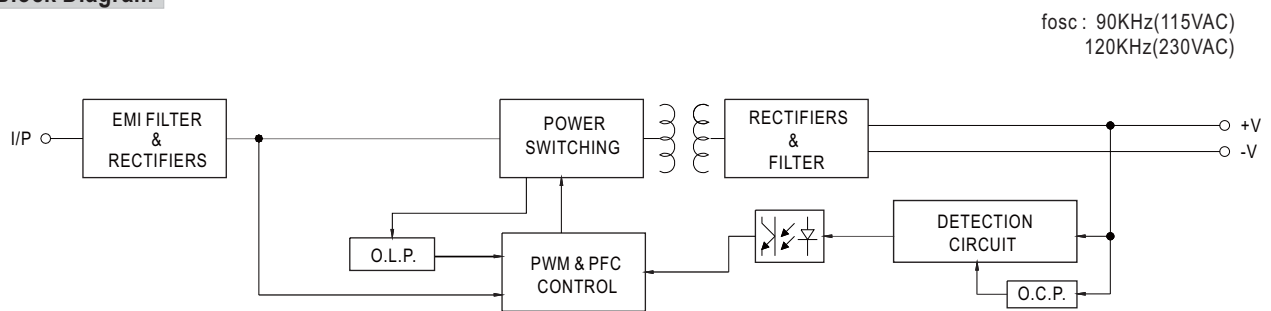 Block Diagram
fosc : 90KHz(115VAC)
120KHz(230VAC)
I/P
EMI FILTER
&
RECTIFIERS
POWER
SWITCHING
RECTIFIERS
&
FILTER
+V
-V
O.L.P.
PWM & PFC
CONTROL
DETECTION
CIRCUIT
O.C.P.